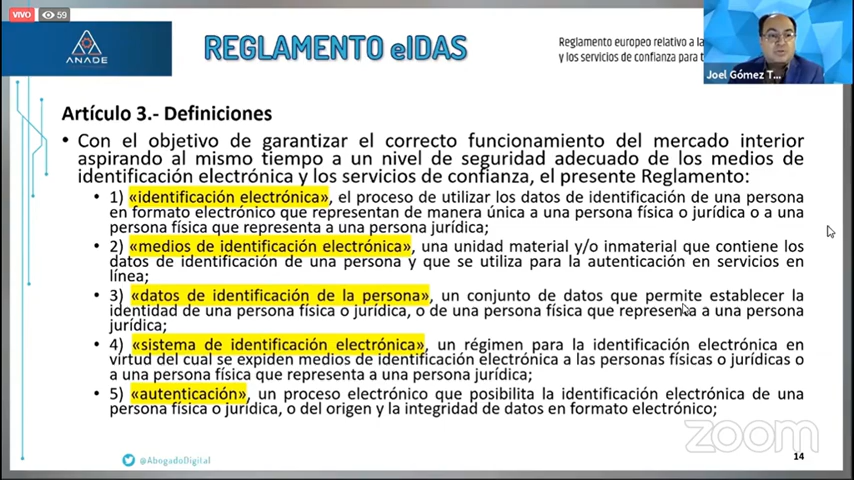 VIVO 59
ANADE
REGLAMENTO eIDAS
Reglamento europeo relativo a la
y los servicios de confianza para t
Joel Gómez T...
Artículo 3.- Definiciones
• Con el objetivo de garantizar el correcto funcionamiento del mercado interior
aspirando al mismo tiempo a un nivel de seguridad adecuado de los medios de
identificación electrónica y los servicios de confianza, el presente Reglamento:
• 1) «identificación electrónica», el proceso de utilizar los datos de identificación de una persona
en formato electrónico que representan de manera única a una persona física o jurídica o a una
persona física que representa a una persona jurídica;
• 2) «medios de identificación electrónica», una unidad material y/o inmaterial que contiene los
datos de identificación de una persona y que se utiliza para la autenticación en servicios en
línea;
• 3) «datos de identificación de la persona», un conjunto de datos que permite establecer la
identidad de una persona física o jurídica, o de una persona física que representa a una persona
jurídica;
• 4) «sistema de identificación electrónica», un régimen para la identificación electrónica en
virtud del cual se expiden medios de identificación electrónica a las personas físicas o jurídicas o
a una persona física que representa a una persona jurídica;
• 5) «autenticación», un proceso electrónico que posibilita la identificación electrónica de una
persona física o jurídica, o del origen y la integridad de datos en formato electrónico;
zoom
@AbogadoDigital
14